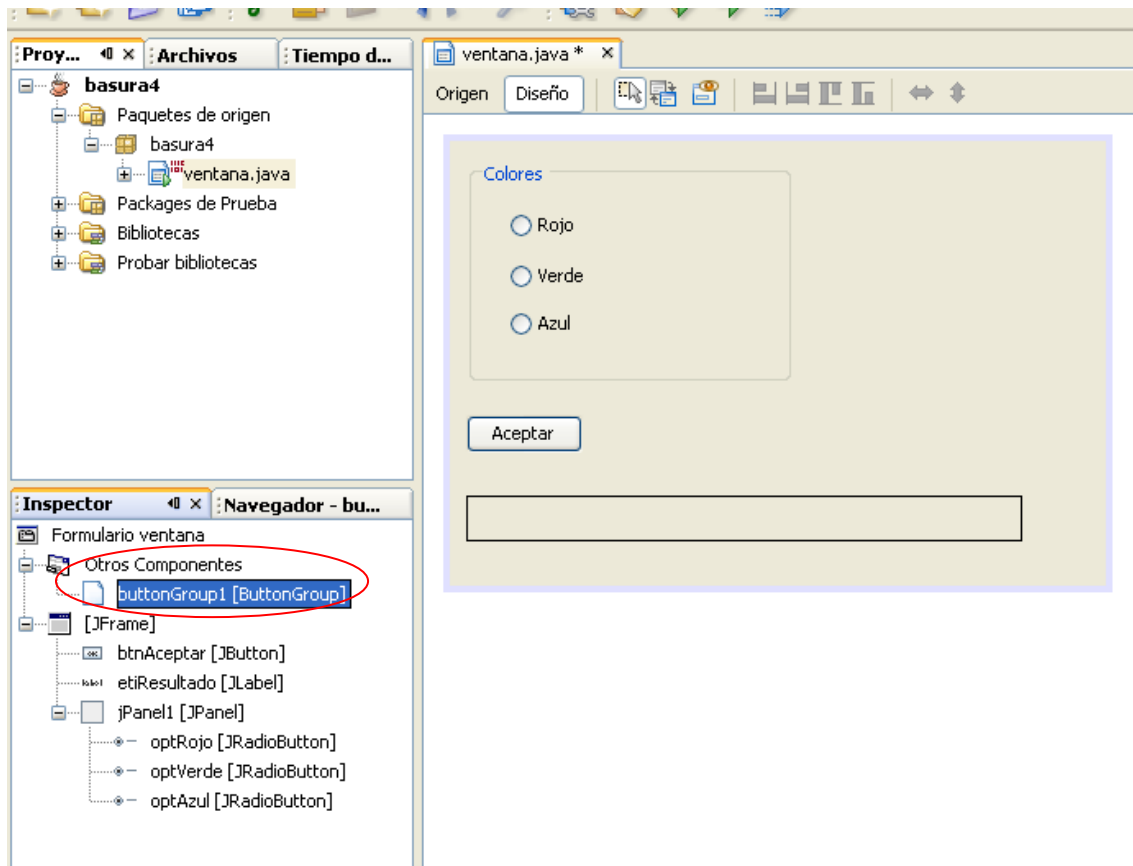 Proy...
Archivos
Tiempo d...
basura4
Paquetes de origen
basura4
ventana.java
Packages de Prueba
Bibliotecas
Probar bibliotecas
Inspector
Navegador - bu...
Formulario ventana
Otros Componentes
buttonGroup1 [ButtonGroup]
[JFrame]
btnAceptar [JButton]
etiResultado [JLabel]
jPanel1 [JPanel]
optRojo [JRadioButton]
optVerde [JRadioButton]
optAzul [JRadioButton]
ventana.java *
Origen Diseño
Colores
Rojo
Verde
Azul
Aceptar